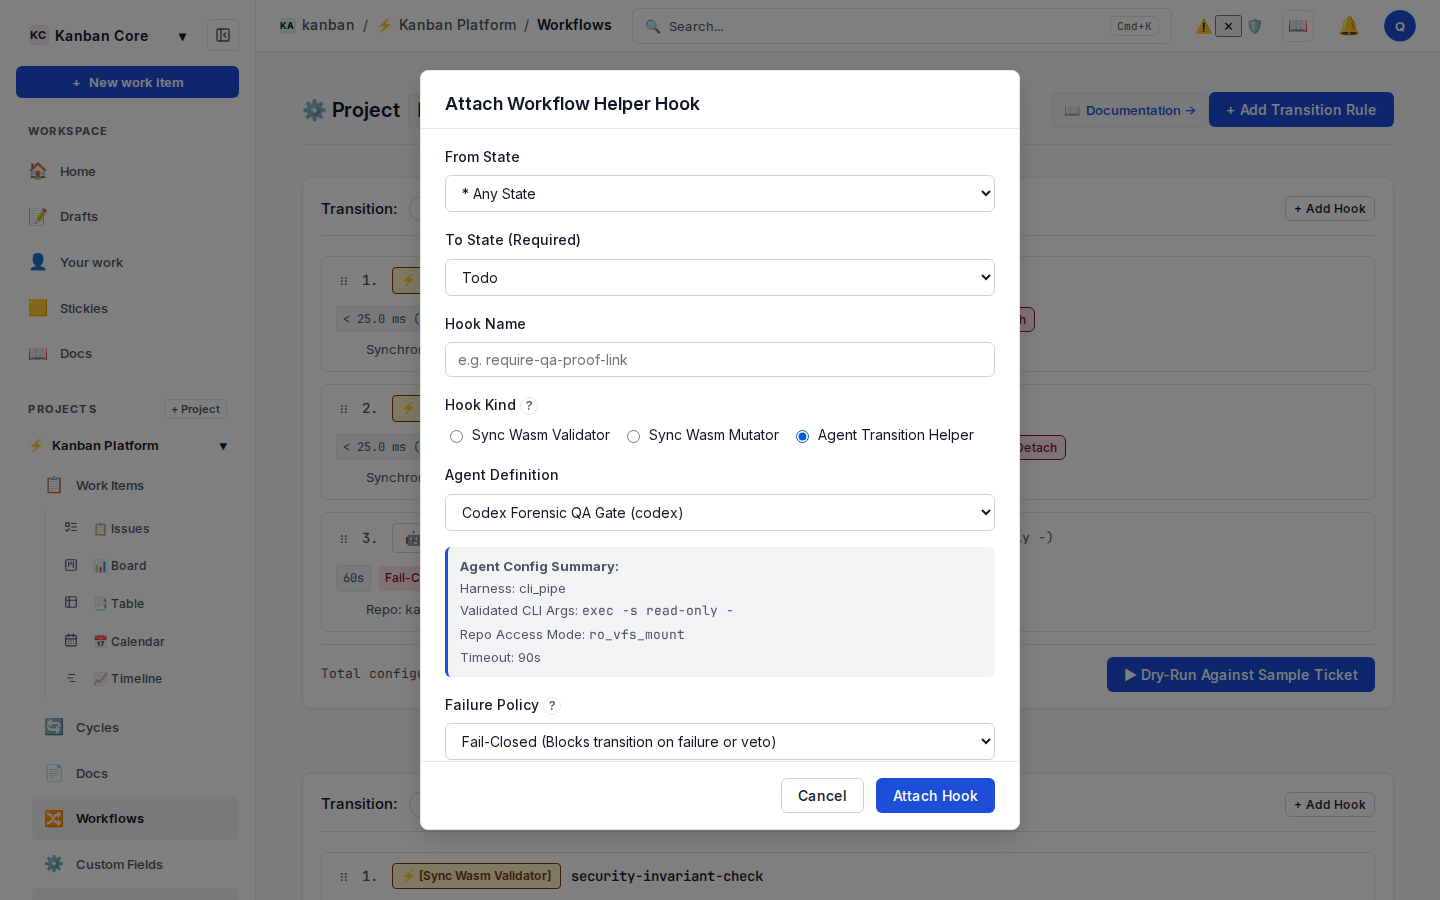 KC Kanban Core ▾
+ New work item
WORKSPACE
Home
Drafts
Your work
Stickies
Docs
PROJECTS + Project
Kanban Platform ▾
Work Items
Issues
Board
Table
Calendar
Timeline
Cycles
Docs
Workflows
Custom Fields
KA kanban / Kanban Platform / Workflows
Search... Cmd+K
Q
Project
Documentation →
+ Add Transition Rule
Transition:
+ Add Hook
1.
< 25.0 ms (
Synchron
2.
< 25.0 ms (
Detach
Synchron
3.
ly -)
60s Fail-C
Repo: ka
Total configu
▶ Dry-Run Against Sample Ticket
Transition:
+ Add Hook
1. [Sync Wasm Validator] security-invariant-check
Attach Workflow Helper Hook
From State
* Any State
To State (Required)
Todo
Hook Name
e.g. require-qa-proof-link
Hook Kind ?
Sync Wasm Validator Sync Wasm Mutator Agent Transition Helper
Agent Definition
Codex Forensic QA Gate (codex)
Agent Config Summary:
Harness: cli_pipe
Validated CLI Args: exec -s read-only -
Repo Access Mode: ro_vfs_mount
Timeout: 90s
Failure Policy ?
Fail-Closed (Blocks transition on failure or veto)
Cancel
Attach Hook